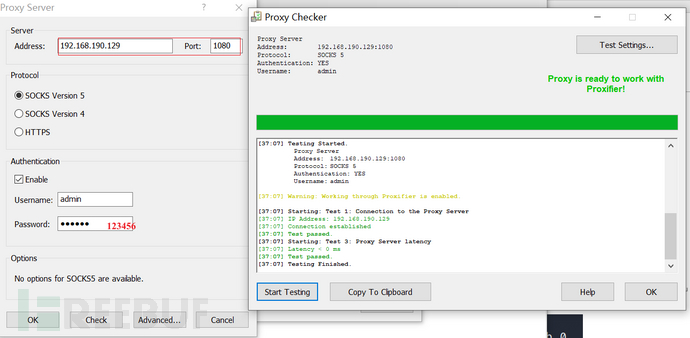 Proxy Server
Server
Address: 192.168.190.129 Port: 1080
Protocol
SOCKS Version 5
SOCKS Version 4
HTTPS
Authentication
Enable
Username: admin
Password: ●●●●●● 123456
Options
No options for SOCKS5 are available.
REEBUF
OK Check Advanced... Cancel
Proxy Checker
Proxy Server
Address: 192.168.190.129:1080
Protocol: SOCKS 5
Authentication: YES
Username: admin
Test Settings...
Proxy is ready to work with
Proxifier!
[37:07] Testing Started.
Proxy Server
Address: 192.168.190.129:1080
Protocol: SOCKS 5
Authentication: YES
Username: admin
[37:07] Warning: Working through Proxifier is enabled
[37:07] Starting: Test 1: Connection to the Proxy Server
[37:07] IP Address: 192.168.190.129
[37:07] Connection established
[37:07] Test passed.
[37:07] Starting: Test 3: Proxy Server latency
[37:07] Latency < 0 ms
[37:07] Test passed.
[37:07] Testing Finished.
Start Testing Copy To Clipboard Help OK